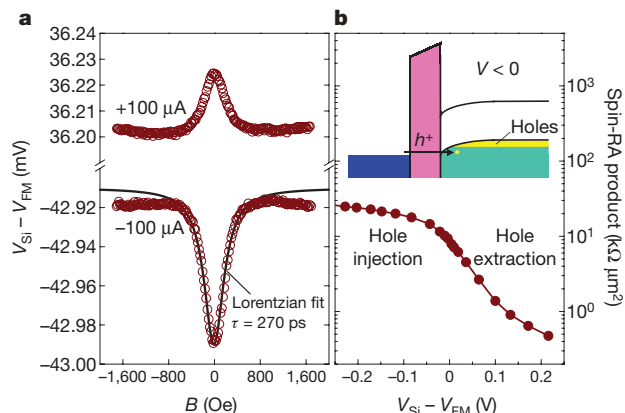 a
36.24
36.23
36.22
36.21
36.20
−42.92
−42.94
−42.96
−42.98
−43.00
V_Si − V_FM (mV)
+100 μA
−100 μA
Lorentzian fit
τ = 270 ps
−1,600 −800 0 800 1,600
B (Oe)
b
V < 0
h⁺
Holes
Hole injection
Hole extraction
10³
10²
10¹
10⁰
Spin-RA product (kΩ μm²)
−0.2 −0.1 0 0.1 0.2
V_Si − V_FM (V)